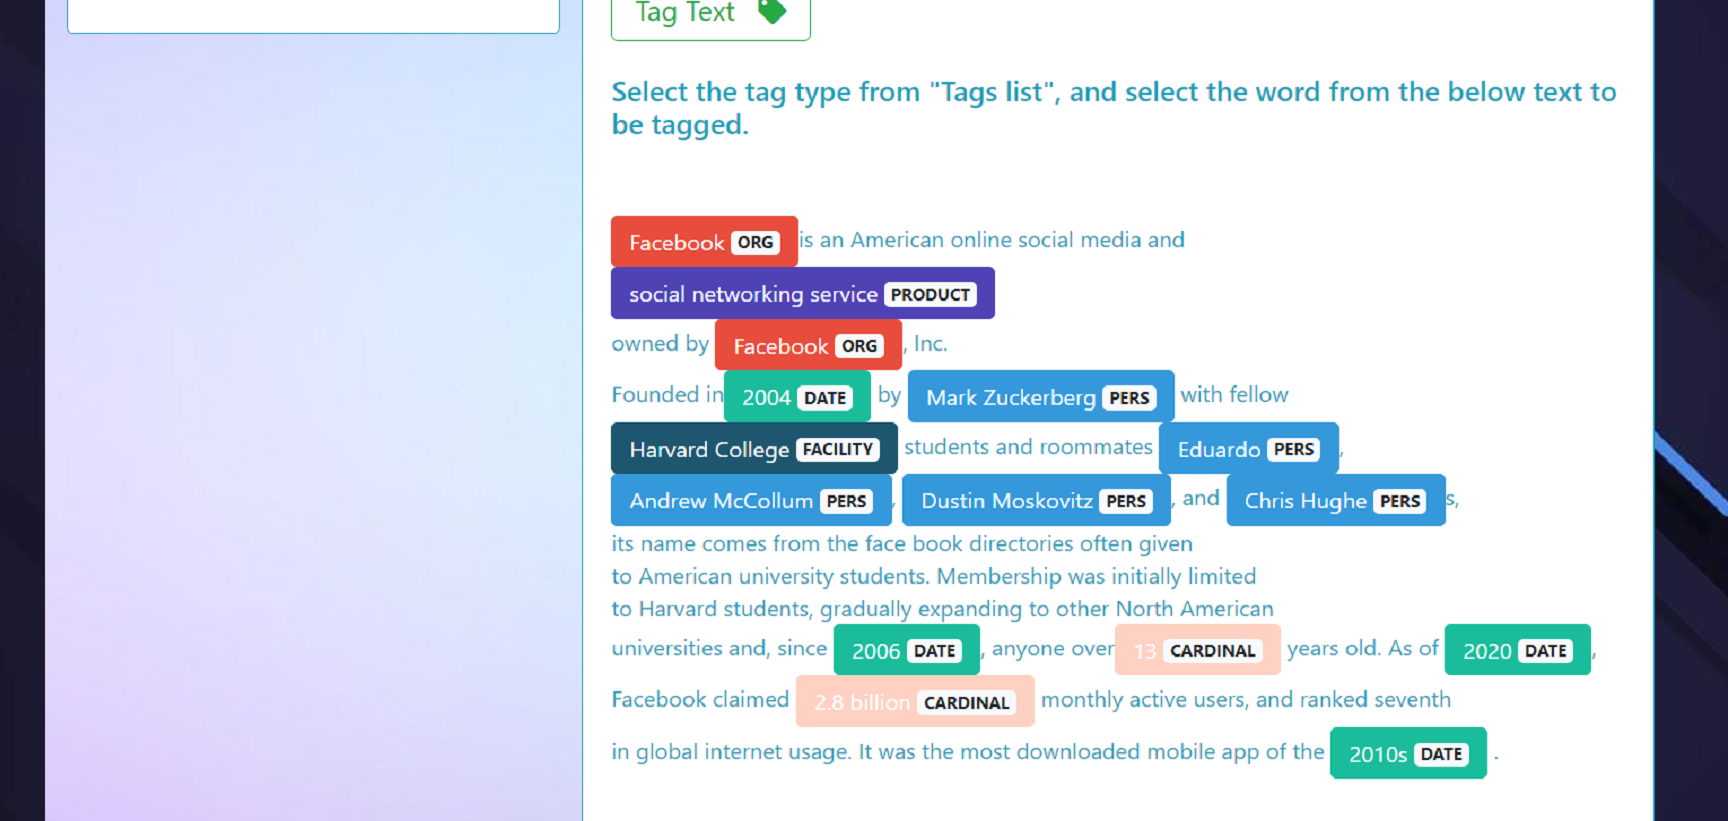 Tag Text
Select the tag type from "Tags list", and select the word from the below text to
be tagged.
Facebook ORG is an American online social media and
social networking service PRODUCT
owned by Facebook ORG , Inc.
Founded in 2004 DATE by Mark Zuckerberg PERS with fellow
Harvard College FACILITY students and roommates Eduardo PERS ,
Andrew McCollum PERS , Dustin Moskovitz PERS , and Chris Hughe PERS s,
its name comes from the face book directories often given
to American university students. Membership was initially limited
to Harvard students, gradually expanding to other North American
universities and, since 2006 DATE , anyone over 13 CARDINAL years old. As of 2020 DATE ,
Facebook claimed 2.8 billion CARDINAL monthly active users, and ranked seventh
in global internet usage. It was the most downloaded mobile app of the 2010s DATE .